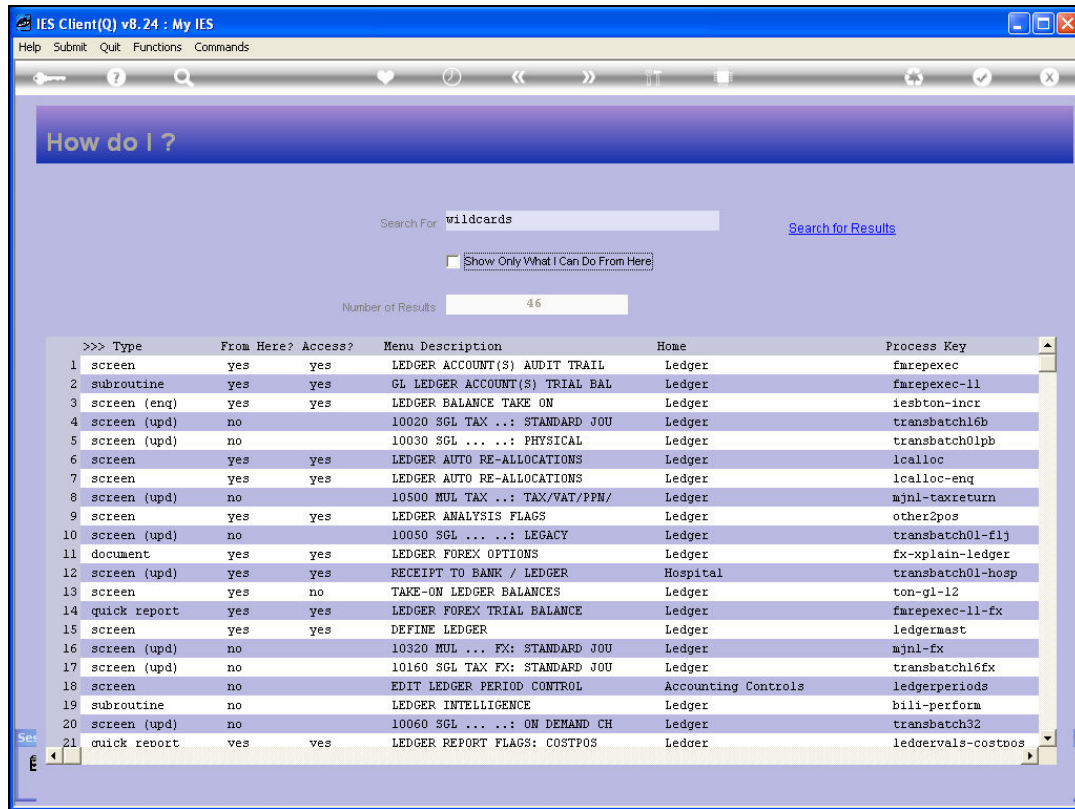 IES Client(Q) v8.24 : My IES
Help Submit Quit Functions Commands
How do I ?
Search For wildcards Search for Results
Show Only What I Can Do From Here
Number of Results 46
>>> Type From Here? Access? Menu Description Home Process Key
1 screen yes yes LEDGER ACCOUNT(S) AUDIT TRAIL Ledger fmrepexec
2 subroutine yes yes GL LEDGER ACCOUNT(S) TRIAL BAL Ledger fmrepexec-ll
3 screen (enq) yes yes LEDGER BALANCE TAKE ON Ledger iesbton-incr
4 screen (upd) no 10020 SGL TAX ..: STANDARD JOU Ledger transbatch16b
5 screen (upd) no 10030 SGL ... ..: PHYSICAL Ledger transbatch01pb
6 screen yes yes LEDGER AUTO RE-ALLOCATIONS Ledger lcalloc
7 screen yes yes LEDGER AUTO RE-ALLOCATIONS Ledger lcalloc-enq
8 screen (upd) no 10500 MUL TAX ..: TAX/VAT/PPN/ Ledger mjnl-taxreturn
9 screen yes yes LEDGER ANALYSIS FLAGS Ledger other2pos
10 screen (upd) no 10050 SGL ... ..: LEGACY Ledger transbatch01-flj
11 document yes yes LEDGER FOREX OPTIONS Ledger fx-xplain-ledger
12 screen (upd) yes yes RECEIPT TO BANK / LEDGER Hospital transbatch01-hosp
13 screen yes no TAKE-ON LEDGER BALANCES Ledger ton-gl-12
14 quick report yes yes LEDGER FOREX TRIAL BALANCE Ledger fmrepexec-ll-fx
15 screen yes yes DEFINE LEDGER Ledger ledgermast
16 screen (upd) no 10320 MUL ... FX: STANDARD JOU Ledger mjnl-fx
17 screen (upd) no 10160 SGL TAX FX: STANDARD JOU Ledger transbatch16fx
18 screen no EDIT LEDGER PERIOD CONTROL Accounting Controls ledgerperiods
19 subroutine no LEDGER INTELLIGENCE Ledger bili-perform
20 screen (upd) no 10060 SGL ... ..: ON DEMAND CH Ledger transbatch32
21 quick report yes yes LEDGER REPORT FLAGS: COSTPOS Ledger ledgervals-costpos